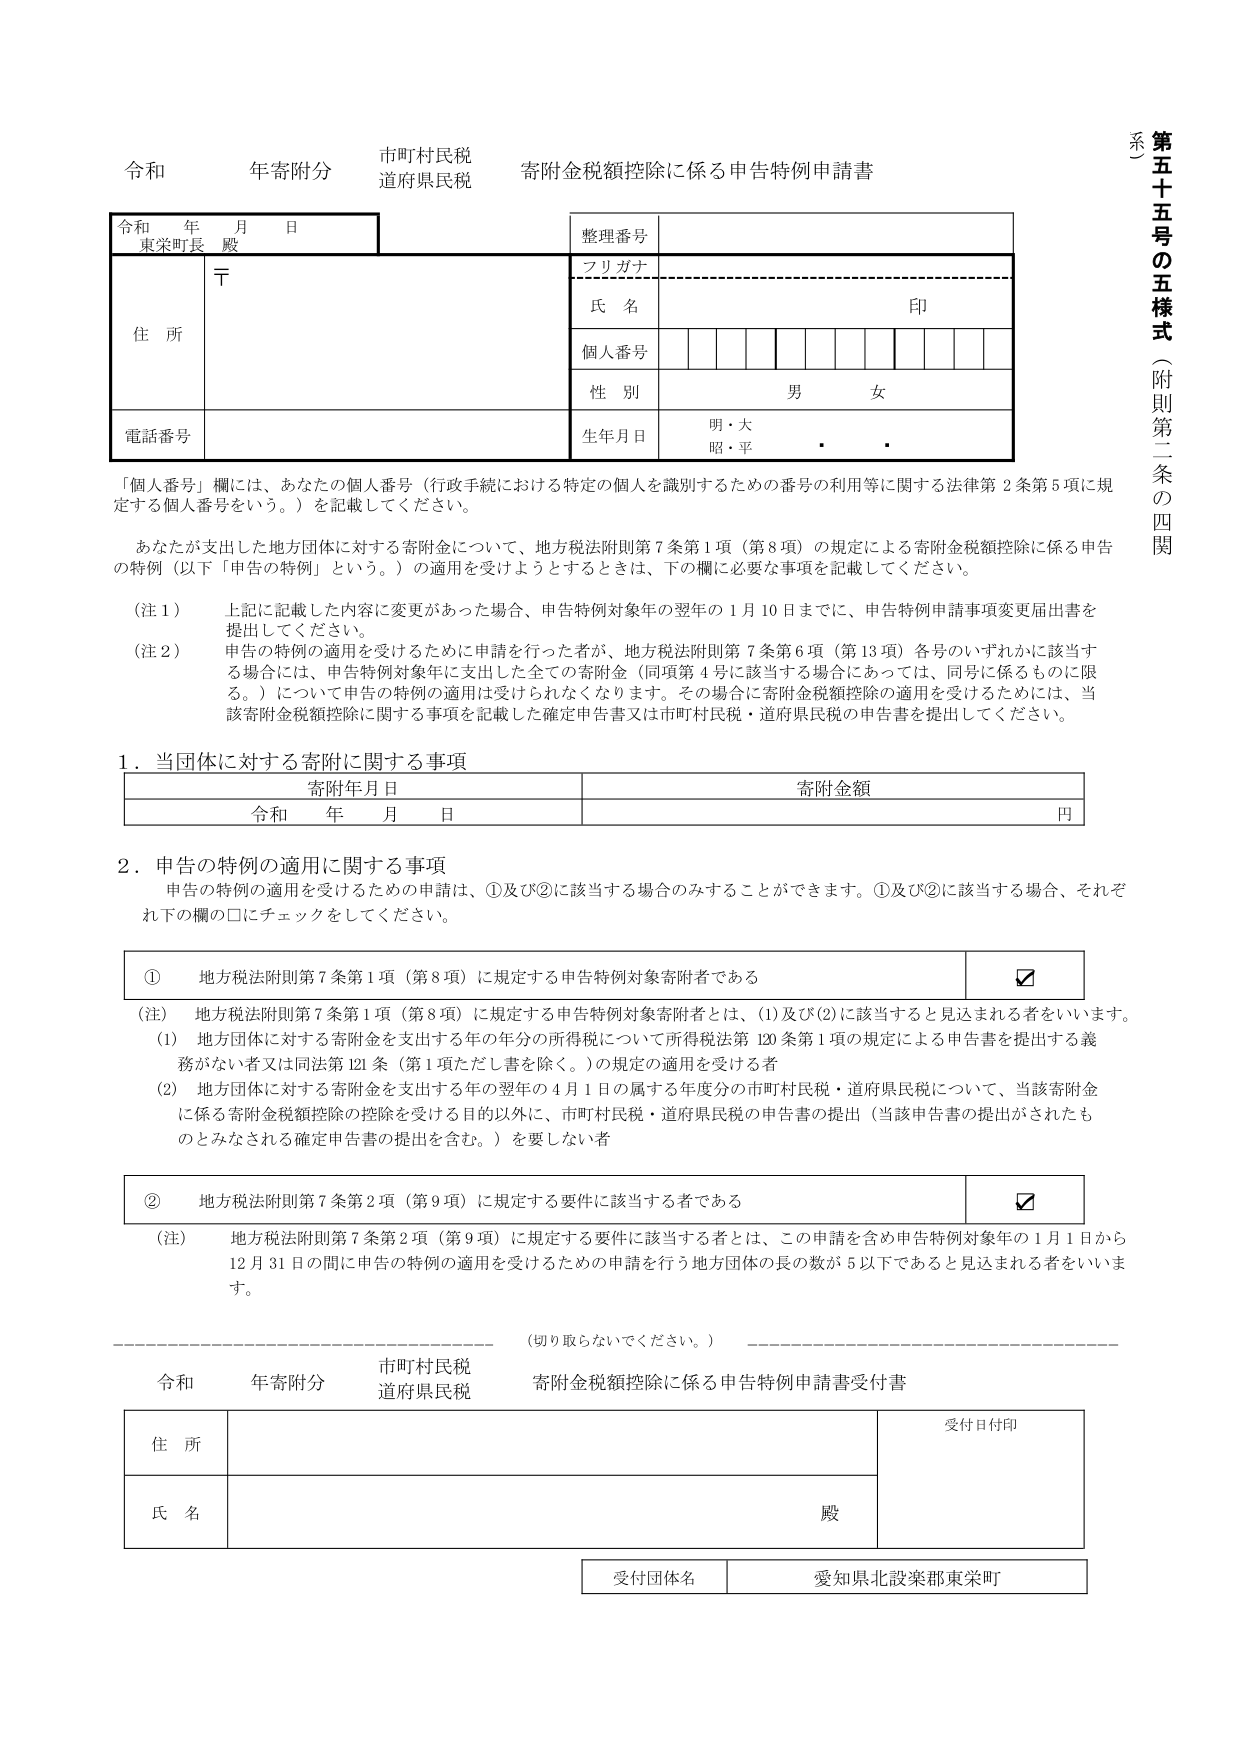 第五十五号の五様式（附則第二条の四関
系）
令和　　　　年寄附分　　市町村民税
道府県民税　　寄附金税額控除に係る申告特例申請書
令和　　年　　月　　日
東栄町長　殿
整理番号
住　所
〒
フリガナ
氏　名　　印
個人番号
性　別　　男　　女
電話番号
生年月日　　明・大
昭・平　　・　　・
「個人番号」欄には、あなたの個人番号（行政手続における特定の個人を識別するための番号の利用等に関する法律第２条第５項に規
定する個人番号をいう。）を記載してください。
あなたが支出した地方団体に対する寄附金について、地方税法附則第７条第１項（第８項）の規定による寄附金税額控除に係る申告
の特例（以下「申告の特例」という。）の適用を受けようとするときは、下の欄に必要な事項を記載してください。
（注１）　上記に記載した内容に変更があった場合、申告特例対象年の翌年の１月10日までに、申告特例申請事項変更届出書を
提出してください。
（注２）　申告の特例の適用を受けるために申請を行った者が、地方税法附則第７条第６項（第13項）各号のいずれかに該当す
る場合には、申告特例対象年に支出した全ての寄附金（同項第４号に該当する場合にあっては、同号に係るものに限
る。）について申告の特例の適用は受けられなくなります。その場合に寄附金税額控除の適用を受けるためには、当
該寄附金税額控除に関する事項を記載した確定申告書又は市町村民税・道府県民税の申告書を提出してください。
１．当団体に対する寄附に関する事項
寄附年月日　　寄附金額
令和　　年　　月　　日　　円
２．申告の特例の適用に関する事項
申告の特例の適用を受けるための申請は、①及び②に該当する場合のみすることができます。①及び②に該当する場合、それぞ
れ下の欄の□にチェックをしてください。
①　地方税法附則第７条第１項（第８項）に規定する申告特例対象寄附者である　☑
（注）　地方税法附則第７条第１項（第８項）に規定する申告特例対象寄附者とは、(1)及び(2)に該当すると見込まれる者をいいます。
(1)　地方団体に対する寄附金を支出する年の年分の所得税について所得税法第120条第１項の規定による申告書を提出する義
務がない者又は同法第121条（第１項ただし書を除く。)の規定の適用を受ける者
(2)　地方団体に対する寄附金を支出する年の翌年の４月１日の属する年度分の市町村民税・道府県民税について、当該寄附金
に係る寄附金税額控除の控除を受ける目的以外に、市町村民税・道府県民税の申告書の提出（当該申告書の提出がされたも
のとみなされる確定申告書の提出を含む。）を要しない者
②　地方税法附則第７条第２項（第９項）に規定する要件に該当する者である　☑
（注）　地方税法附則第７条第２項（第９項）に規定する要件に該当する者とは、この申請を含め申告特例対象年の１月１日から
12月31日の間に申告の特例の適用を受けるための申請を行う地方団体の長の数が５以下であると見込まれる者をいいま
す。
（切り取らないでください。）
令和　　　年寄附分　　市町村民税
道府県民税　　寄附金税額控除に係る申告特例申請書受付書
住　所
受付日付印
氏　名　　殿
受付団体名　　愛知県北設楽郡東栄町